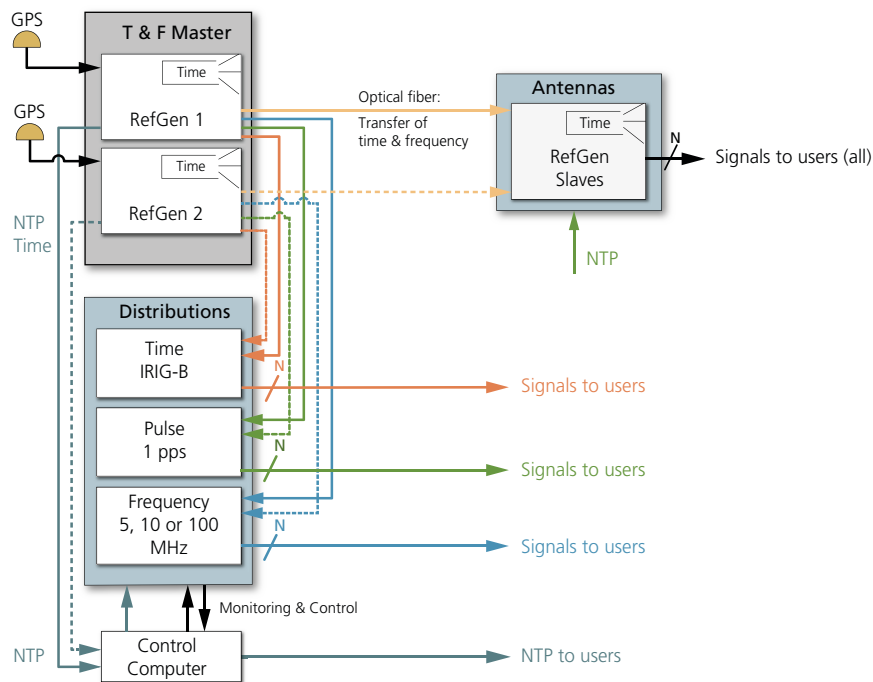 GPS
T & F Master
Time
RefGen 1
GPS
Time
RefGen 2
NTP
Time
Optical fiber:
Transfer of
time & frequency
Antennas
Time
RefGen
Slaves
N
Signals to users (all)
NTP
Distributions
Time
IRIG-B
N
Signals to users
Pulse
1 pps
N
Signals to users
Frequency
5, 10 or 100
MHz
N
Signals to users
Monitoring & Control
NTP
Control
Computer
NTP to users